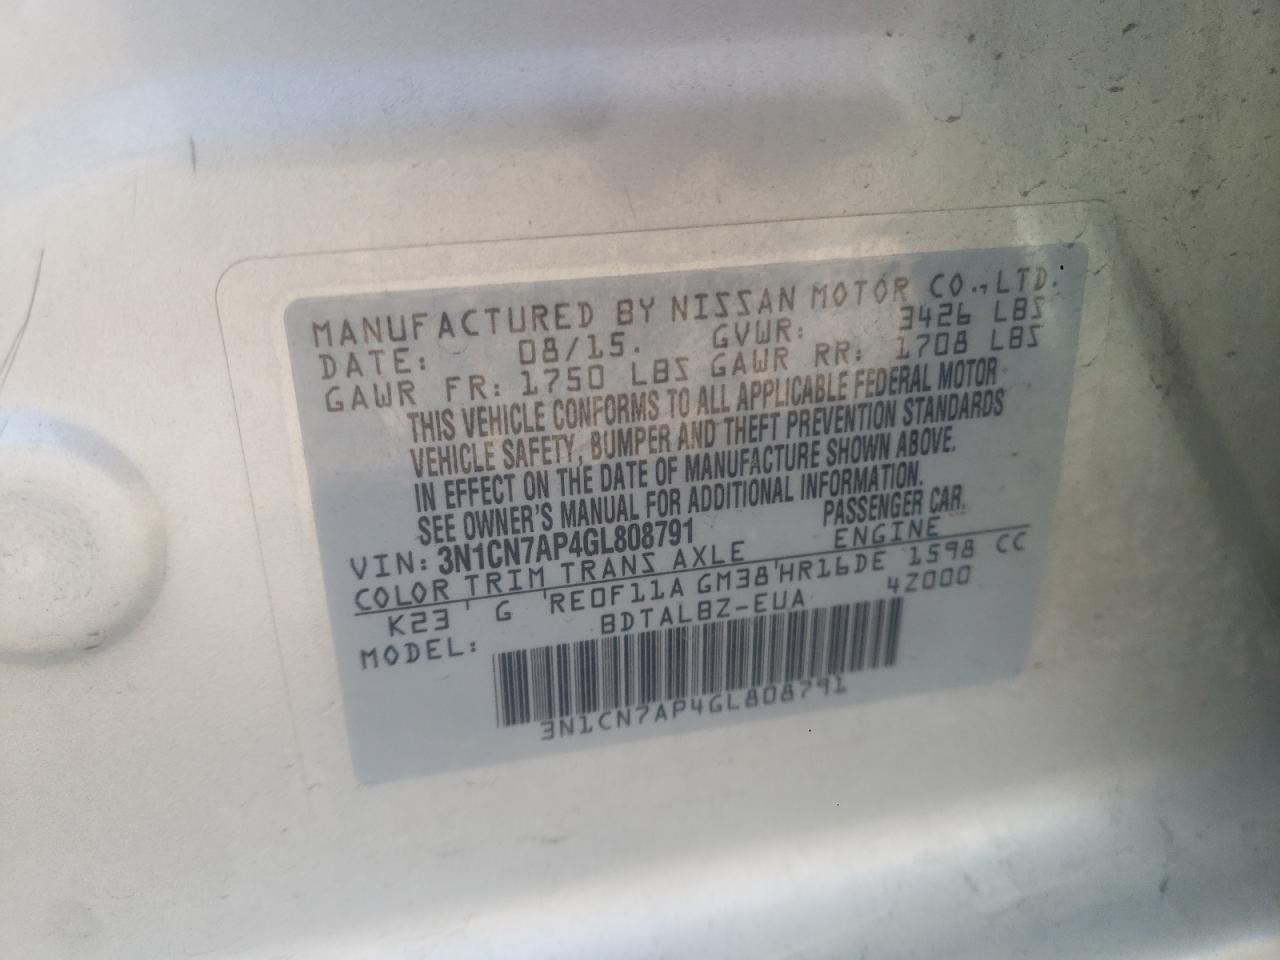 MANUFACTURED BY NISSAN MOTOR CO., LTD.
DATE: 08/15. GVWR: 3426 LBS
GAWR FR: 1750 LBS GAWR RR: 1708 LBS
THIS VEHICLE CONFORMS TO ALL APPLICABLE FEDERAL MOTOR
VEHICLE SAFETY, BUMPER AND THEFT PREVENTION STANDARDS
IN EFFECT ON THE DATE OF MANUFACTURE SHOWN ABOVE.
SEE OWNER'S MANUAL FOR ADDITIONAL INFORMATION.
VIN: 3N1CN7AP4GL808791 PASSENGER CAR.
COLOR TRIM TRANS AXLE ENGINE
K23 G RE0F11A GM38 HR16DE 1598 CC
MODEL: BDTALBZ-EUA 4Z000
3N1CN7AP4GL808791